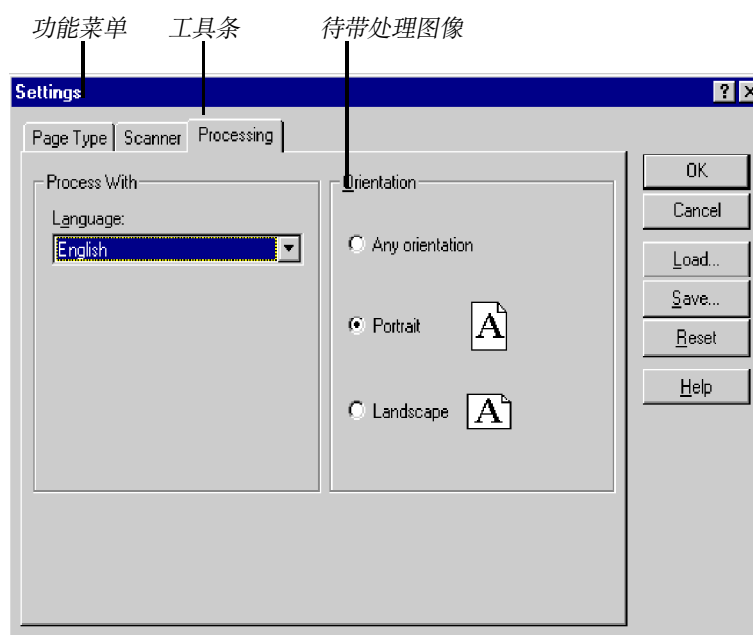 功能菜单 工具条 待带处理图像
Settings ?
Page Type Scanner Processing
Process With
Language:
English
Orientation
Any orientation
Portrait A
Landscape A
OK
Cancel
Load...
Save...
Reset
Help